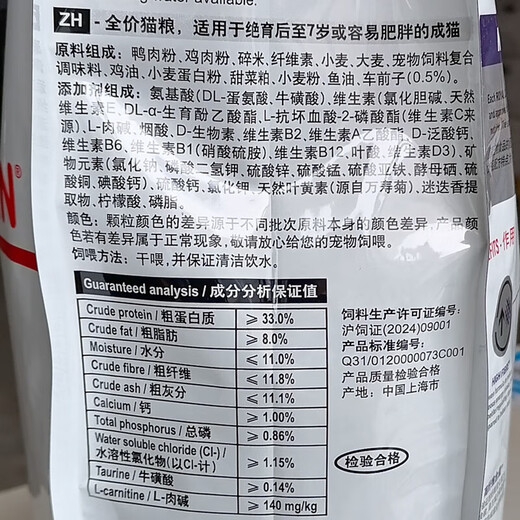 ing water available.
ZH - 全价猫粮，适用于绝育后至7岁或容易肥胖的成猫
原料组成：鸭肉粉、鸡肉粉、碎米、纤维素、小麦、大麦、宠物饲料复合
调味料、鸡油、小麦蛋白粉、甜菜粕、小麦粉、鱼油、车前子（0.5%）。
添加剂组成：氨基酸（DL-蛋氨酸、牛磺酸）、维生素（氯化胆碱、天然
维生素E、DL-α-生育酚乙酸酯、L-抗坏血酸-2-磷酸酯（维生素C来
源）、L-肉碱、烟酸、D-生物素、维生素B2、维生素A乙酸酯、D-泛酸钙、
维生素B6、维生素B1（硝酸硫胺）、维生素B12、叶酸、维生素D3）、矿
物元素（氯化钠、磷酸二氢钾、硫酸锌、硫酸锰、硫酸亚铁、酵母硒、硫
酸铜、碘酸钙）、硫酸钙、氯化钾、天然叶黄素（源自万寿菊）、迷迭香提
取物、柠檬酸、磷脂。
颜色：颗粒颜色的差异源于不同批次原料本身的颜色差异，产品颜
色若有差异属于正常现象，敬请放心给您的宠物饲喂。
饲喂方法：干喂，并保证清洁饮水。
Guaranteed analysis / 成分分析保证值
Crude protein / 粗蛋白质 ≥ 33.0%
Crude fat / 粗脂肪 ≥ 8.0%
Moisture / 水分 ≤ 11.0%
Crude fibre / 粗纤维 ≤ 11.8%
Crude ash / 粗灰分 ≤ 11.1%
Calcium / 钙 ≥ 1.00%
Total phosphorus / 总磷 ≥ 0.86%
Water soluble chloride (Cl-) /
水溶性氯化物（以Cl-计） ≥ 1.15%
Taurine / 牛磺酸 ≥ 0.14%
L-carnitine / L-肉碱 ≥ 140 mg/kg
饲料生产许可证编号：
沪饲证（2024）09001
产品标准编号：
Q31/0120000073C001
产品质量检验合格
产地：中国上海市
检验合格